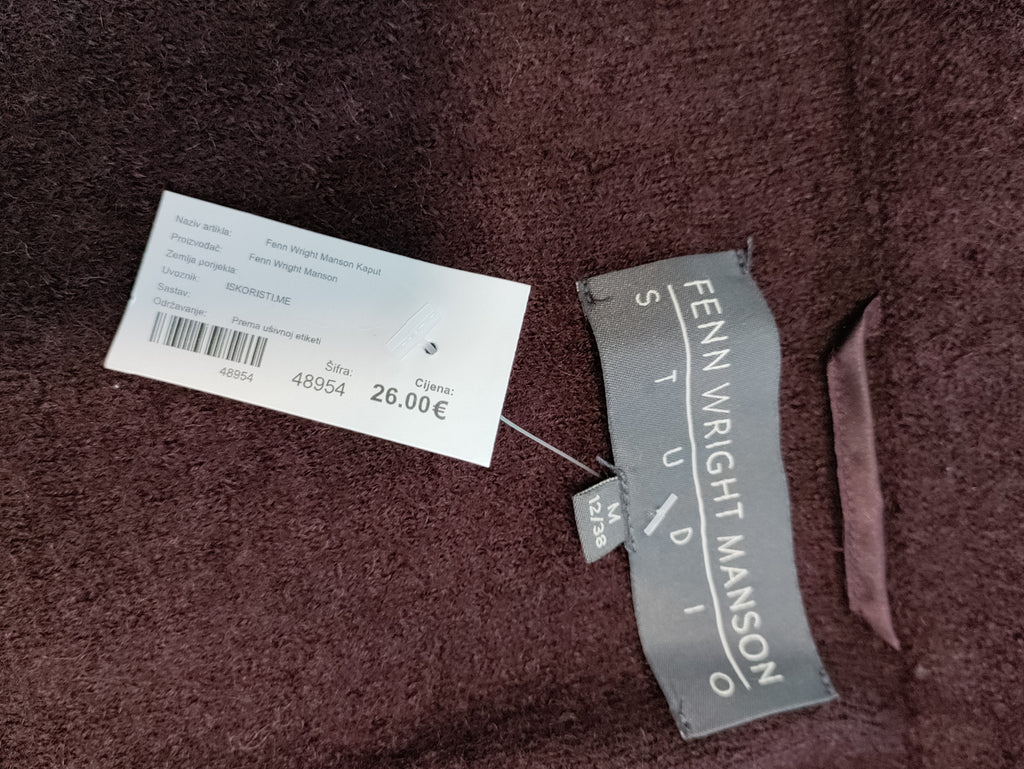 Naziv artikla: Fenn Wright Manson Kaput
Proizvođač: Fenn Wright Manson
Zemlja porijekla:
Uvoznik: ISKORISTI.ME
Sastav:
Održavanje: Prema ušivnoj etiketi
48954
Šifra:
48954
Cijena:
26.00€
FENN WRIGHT MANSON
STUDIO
M
12/38